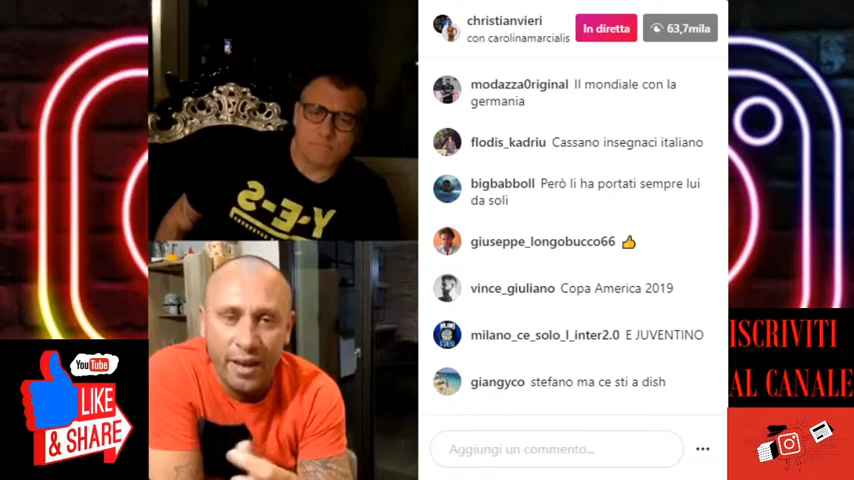 christianvieri
con carolinamarcialis
In diretta
63,7mila
modazza0riginal Il mondiale con la
germania
flodis_kadriu Cassano insegnaci italiano
bigbabboll Però li ha portati sempre lui
da soli
giuseppe_longobucco66 👍
vince_giuliano Copa America 2019
milano_ce_solo_l_inter2.0 E JUVENTINO
giangyco stefano ma ce sti a dish
Aggiungi un commento...
Y-E-S
YouTube
LIKE
& SHARE
ISCRIVITI
AL CANALE